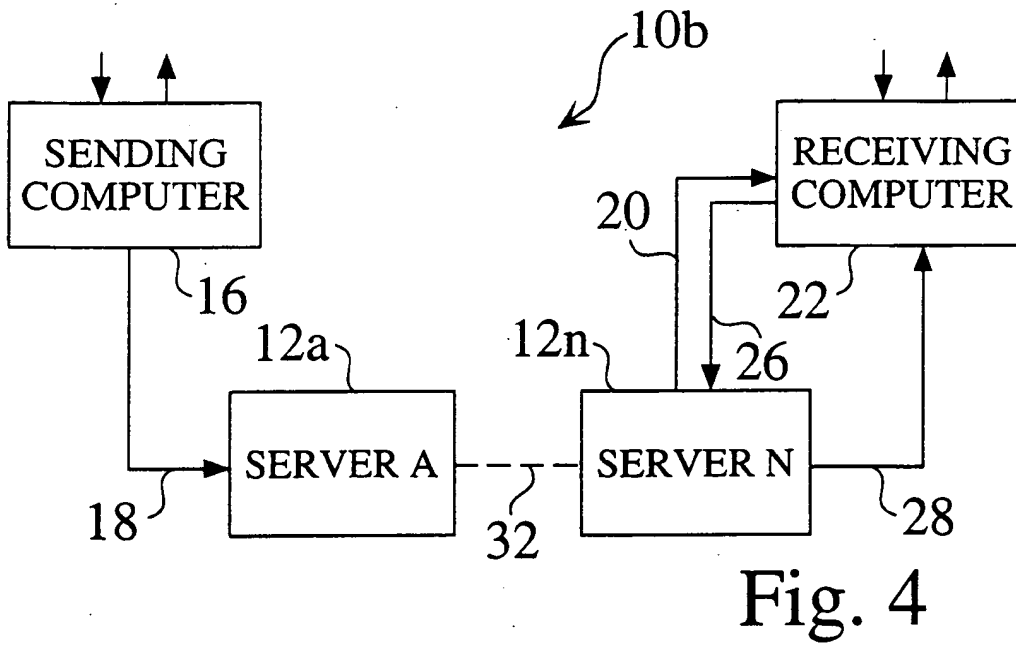 10b
SENDING
COMPUTER
RECEIVING
COMPUTER
20
16
22
12a
12n
26
SERVER A
SERVER N
18
32
28
Fig. 4